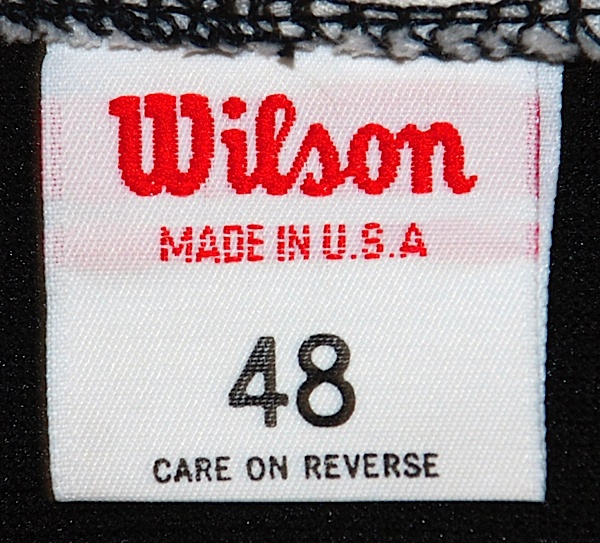 Wilson
MADE IN U.S.A
48
CARE ON REVERSE